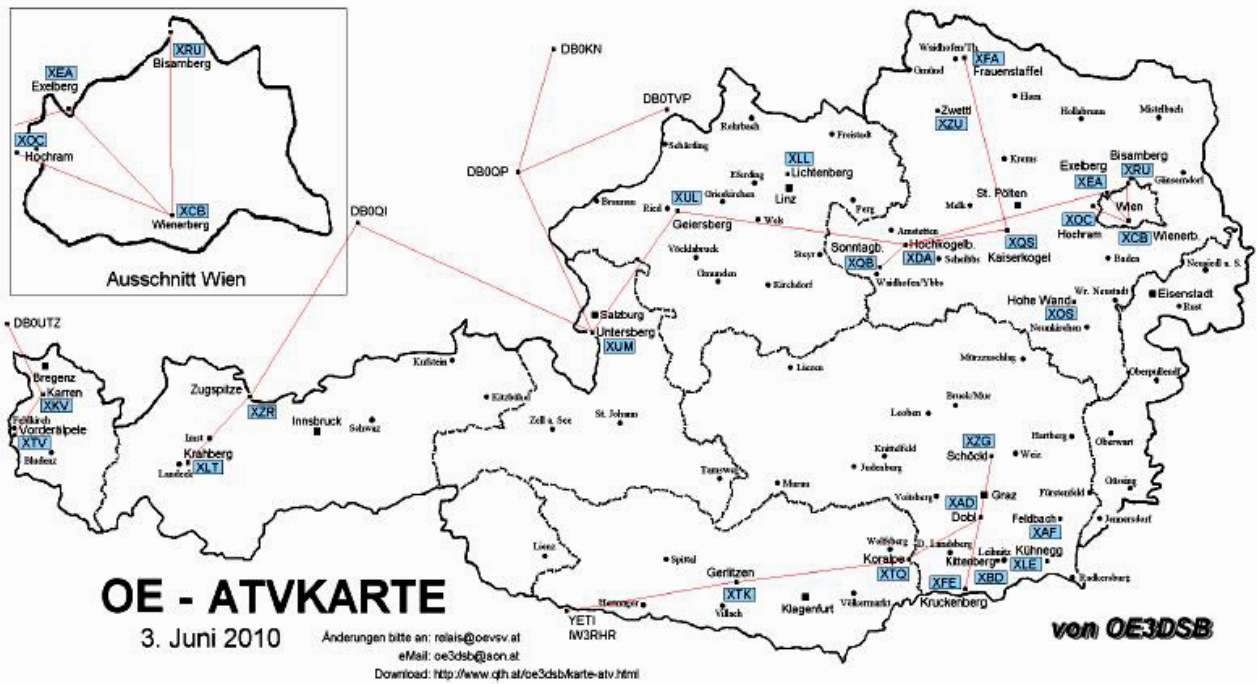 XRU
Bisamberg
XEA
Exelberg
XOC
Hochram
XCB
Wienerberg
Ausschnitt Wien
DB0KN
DB0TVP
DB0QP
DB0QI
DB0UTZ
Waidhofen/Th.
XFA
Frauenstaffel
Gmünd
Horn
Zwettl
XZU
Hollabrunn
Mistelbach
Rohrbach
Freistadt
Schärding
XLL
Lichtenberg
Linz
Eferding
Grieskirchen
Krems
Exelberg
XEA
Bisamberg
XRU
Gänserndorf
Braunau
Ried
XUL
Geiersberg
Wels
Perg
Melk
St. Pölten
XQC
Hochram
Wien
XCB
Wienerb.
Vöcklabruck
Gmunden
Steyr
Kirchdorf
Amstetten
Sonntagb.
XQB
Hochkogelb.
XDA
Scheibbs
Waidhofen/Ybbs
XQS
Kaiserkogel
Baden
Neusiedl a. S.
Hohe Wand
XOS
Wr. Neustadt
Eisenstadt
Rust
Neunkirchen
Salzburg
Untersberg
XUM
Bregenz
Karren
XKV
Feldkirch
Vorderälpele
XTV
Bludenz
Zugspitze
XZR
Kufstein
Kitzbühel
Innsbruck
Schwaz
Imst
Krahberg
Landeck
XLT
Zell a. See
St. Johann
Liezen
Mürzzuschlag
Oberpullendf.
Bruck/Mur
Leoben
XZG
Schöckl
Hartberg
Oberwart
Knittelfeld
Judenburg
Weiz
Tamsweg
Murau
Voitsberg
Graz
XAD
Dobl
Fürstenfeld
Güssing
Feldbach
XAF
Jennersdorf
Lienz
Spittal
Wolfsberg
Koralpe
XTQ
D. Landsberg
Leibnitz
Kittenberg
XBD
Kühnegg
XLE
XFE
Kruckenberg
Radkersburg
Gerlitzen
XTK
Hermagor
Villach
Klagenfurt
Völkermarkt
YETI
IW3RHR
OE - ATVKARTE
3. Juni 2010
Änderungen bitte an: relais@oevsv.at
eMail: oe3dsb@aon.at
Download: http://www.qth.at/oe3dsb/karte-atv.html
von OE3DSB